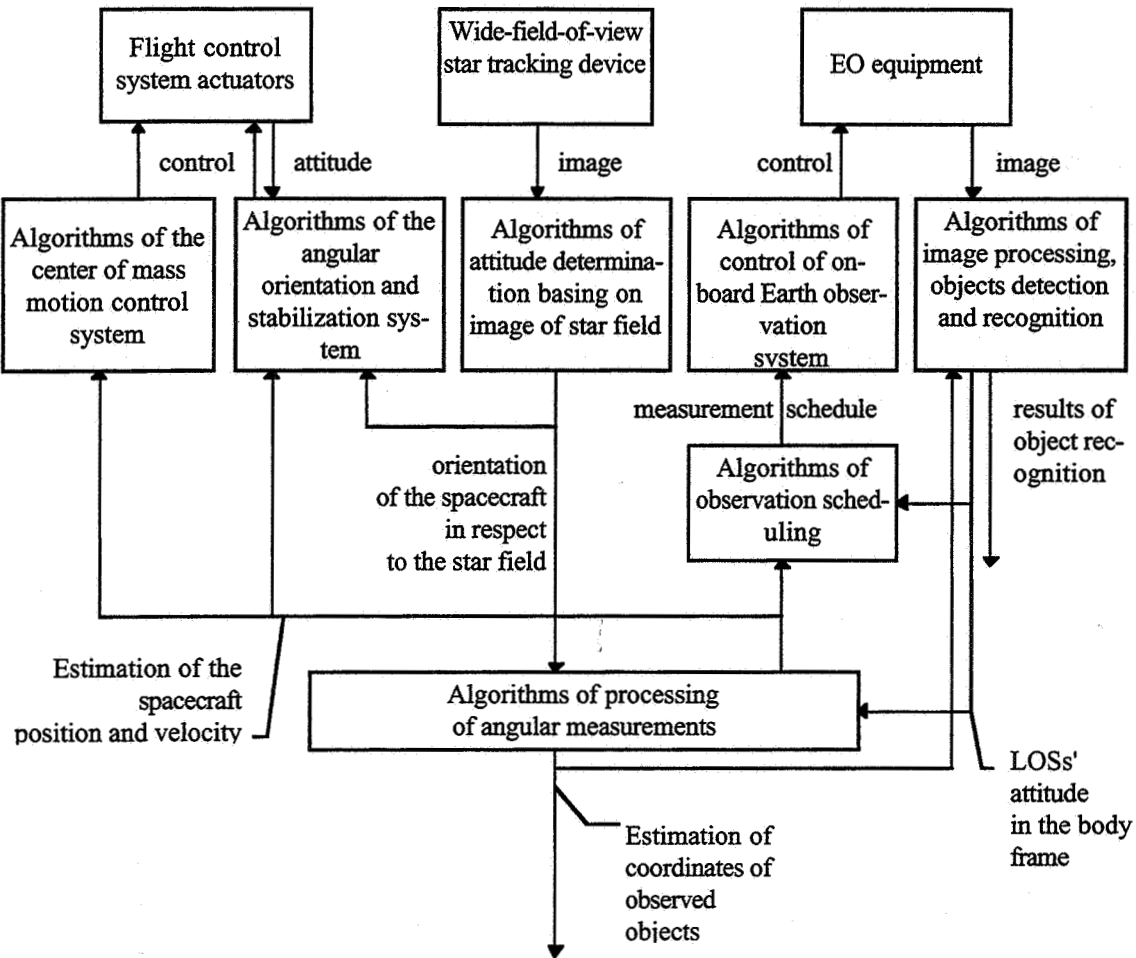 Flight control
system actuators
Wide-field-of-view
star tracking device
EO equipment
control
attitude
image
control
image
Algorithms of the
center of mass
motion control
system
Algorithms of the
angular
orientation and
stabilization sys-
tem
Algorithms of
attitude determina-
tion basing on
image of star field
Algorithms of
control of on-
board Earth obser-
vation
system
Algorithms of
image processing,
objects detection
and recognition
measurement schedule
results of
object rec-
ognition
orientation
of the spacecraft
in respect
to the star field
Algorithms of
observation sched-
uling
Estimation of the
spacecraft
position and velocity
Algorithms of processing
of angular measurements
LOSs'
attitude
in the body
frame
Estimation of
coordinates of
observed
objects